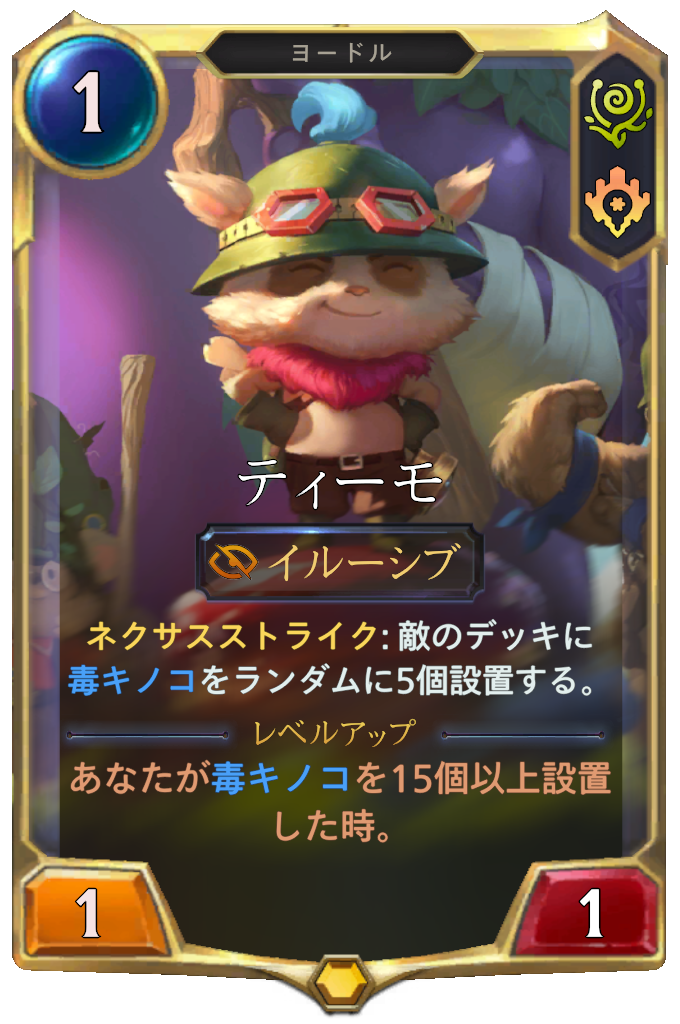 ヨードル
1
ティーモ
イルーシブ
ネクサスストライク: 敵のデッキに
毒キノコをランダムに5個設置する。
レベルアップ
あなたが毒キノコを15個以上設置
した時。
1
1